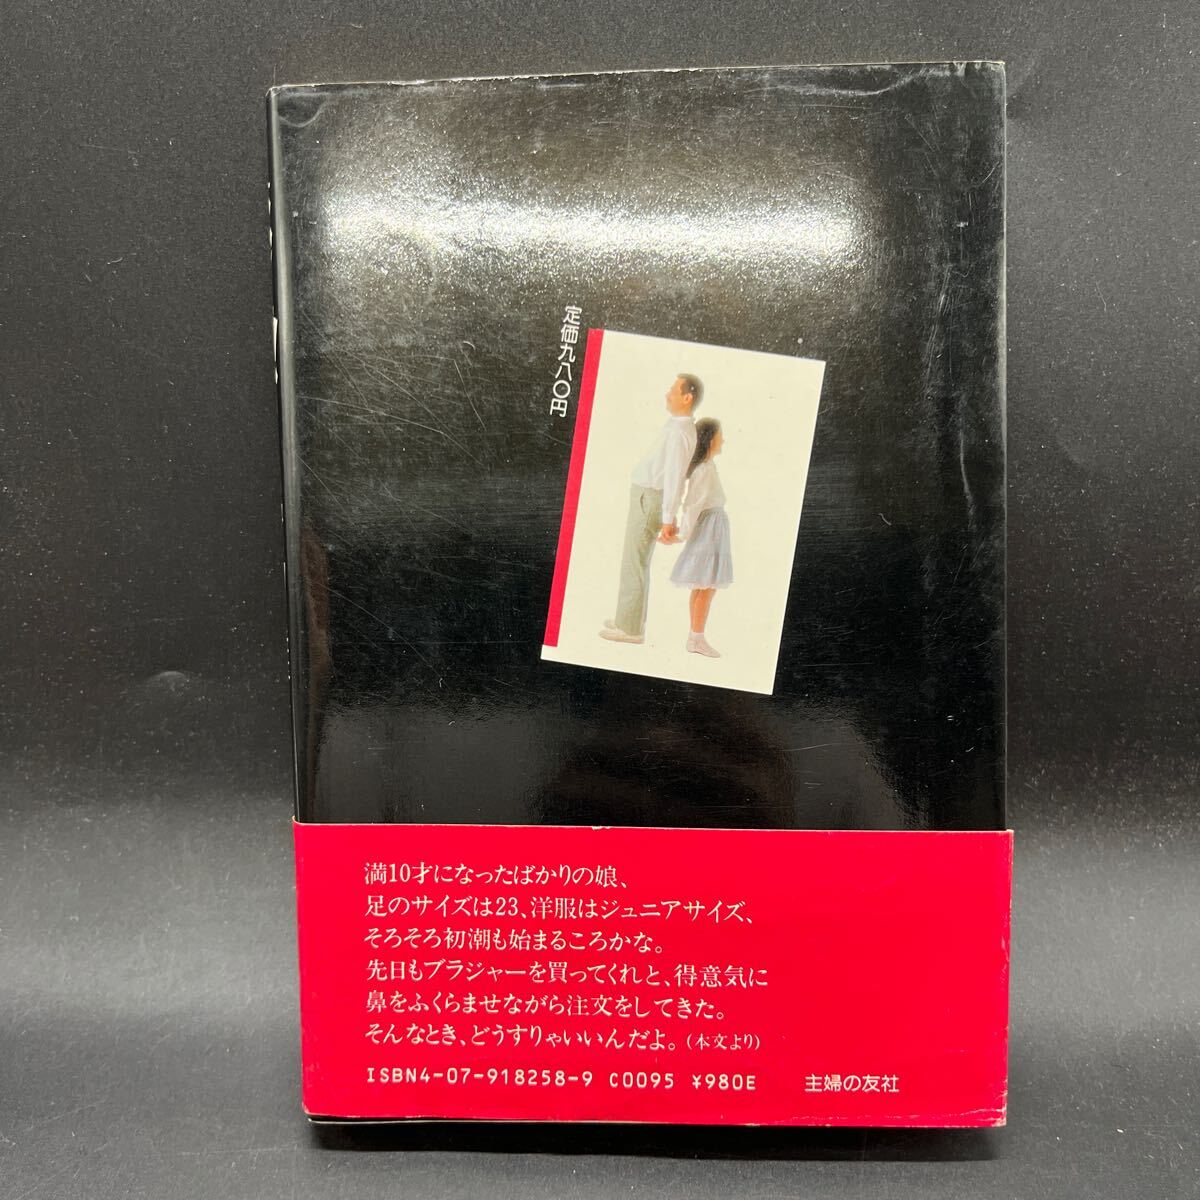 定価九八〇円
満10才になったばかりの娘、
足のサイズは23、洋服はジュニアサイズ、
そろそろ初潮も始まるころかな。
先日もブラジャーを買ってくれと、得意気に
鼻をふくらませながら注文をしてきた。
そんなとき、どうすりゃいいんだよ。(本文より)
ISBN4-07-918258-9 C0095 ¥980E 主婦の友社